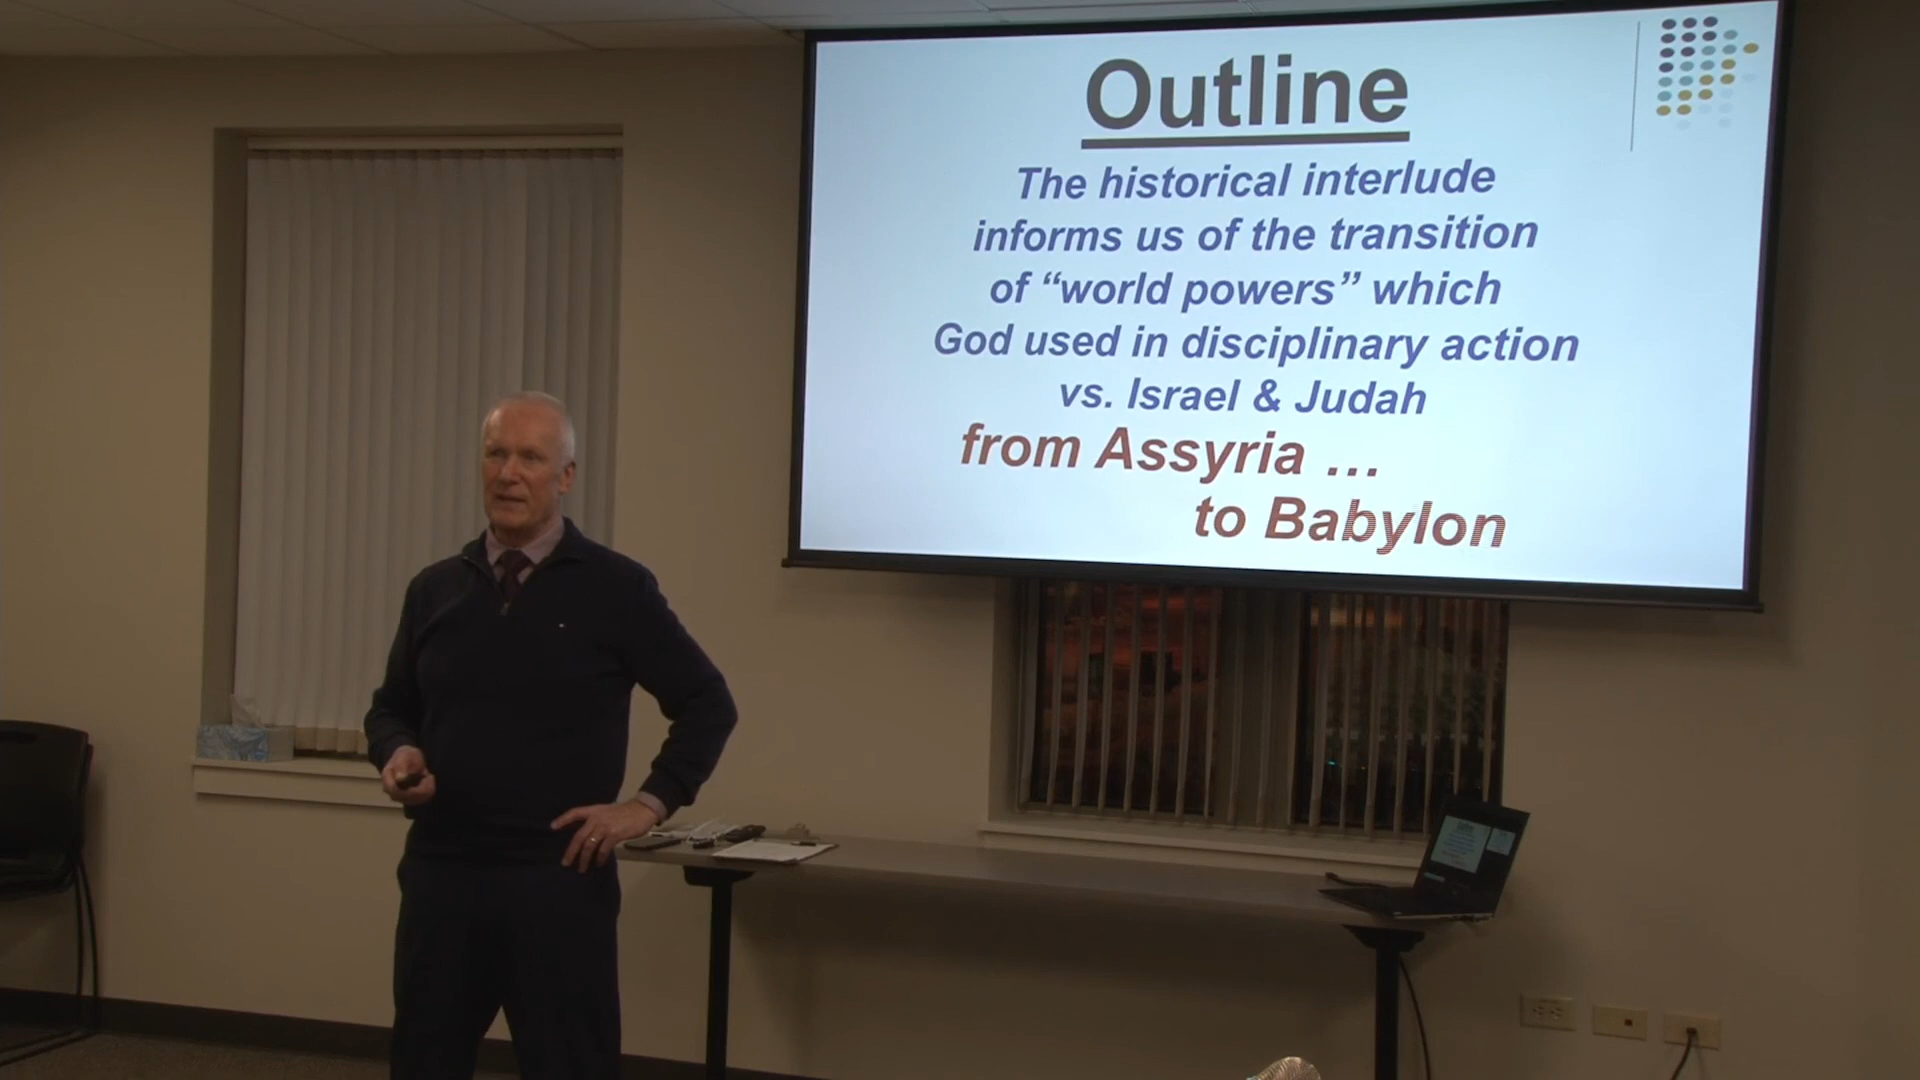 Outline
The historical interlude
informs us of the transition
of “world powers” which
God used in disciplinary action
vs. Israel & Judah
from Assyria …
to Babylon